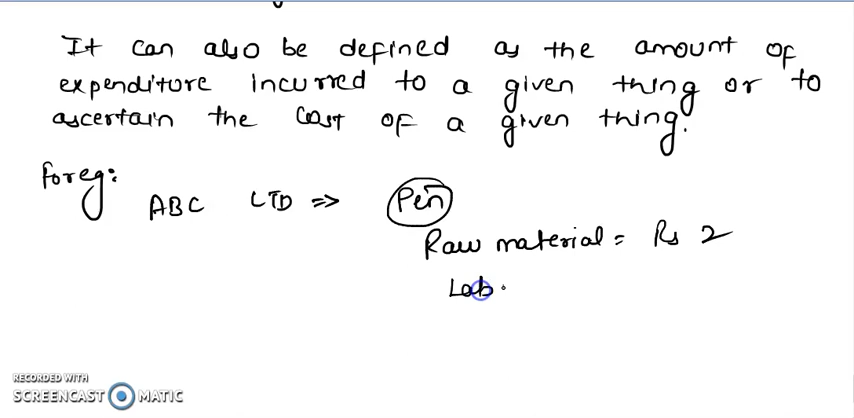 It can also be defined as the amount of
expenditure incurred to a given thing or to
ascertain the cost of a given thing.
For eg:
ABC LTD ⇒ Pen
Raw material = Rs 2
Lab
RECORDED WITH
SCREENCAST MATIC